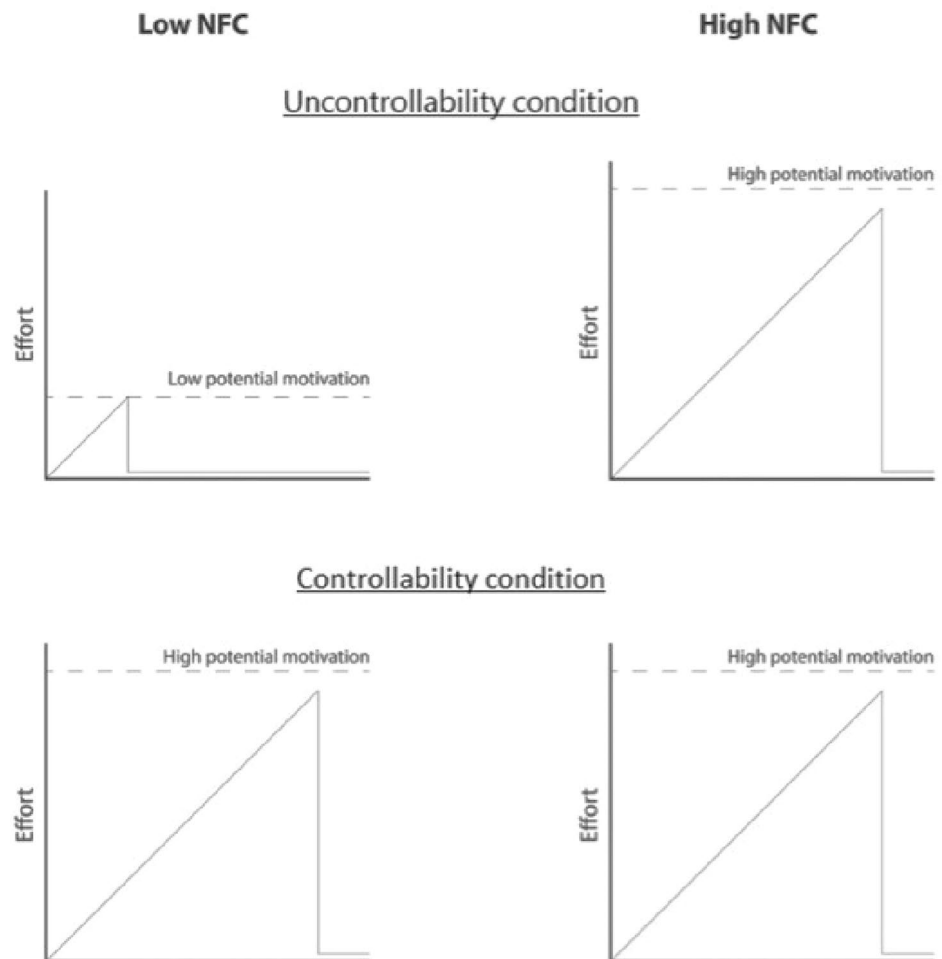 Low NFC
High NFC
Uncontrollability condition
Effort
Low potential motivation
Effort
High potential motivation
Controllability condition
Effort
High potential motivation
Effort
High potential motivation